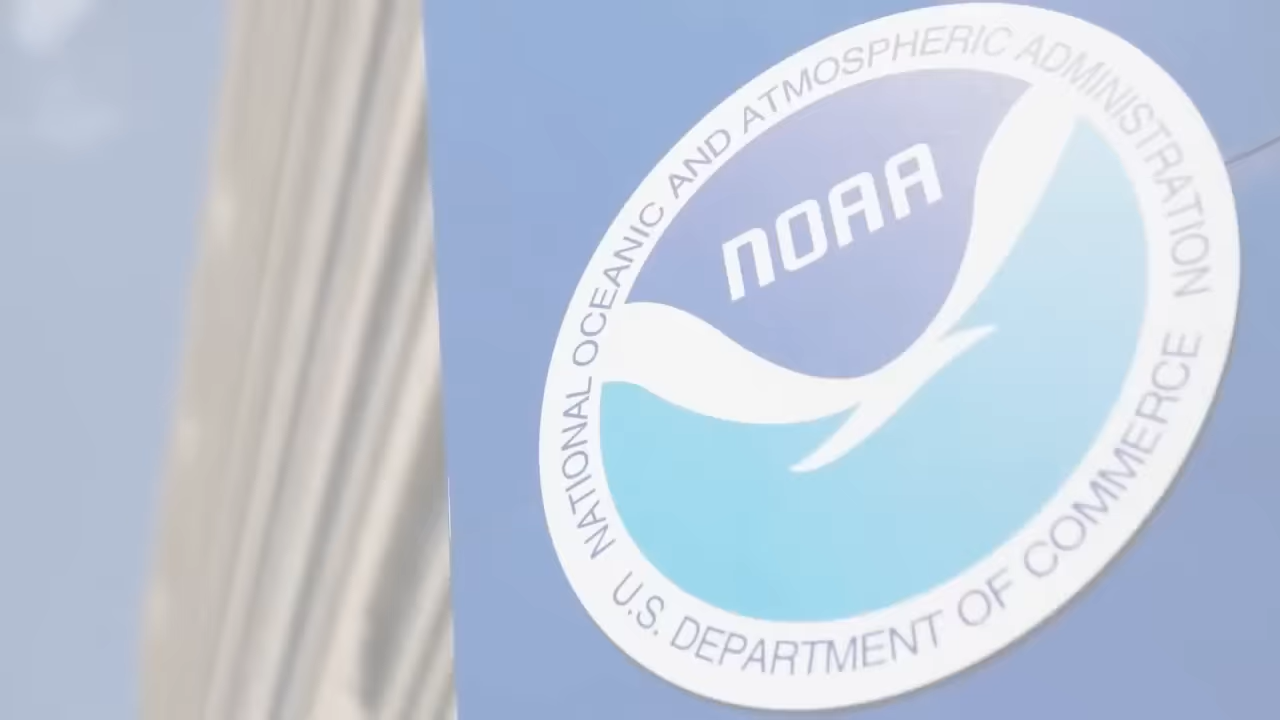 NATIONAL OCEANIC AND ATMOSPHERIC ADMINISTRATION
NOAA
U.S. DEPARTMENT OF COMMERCE